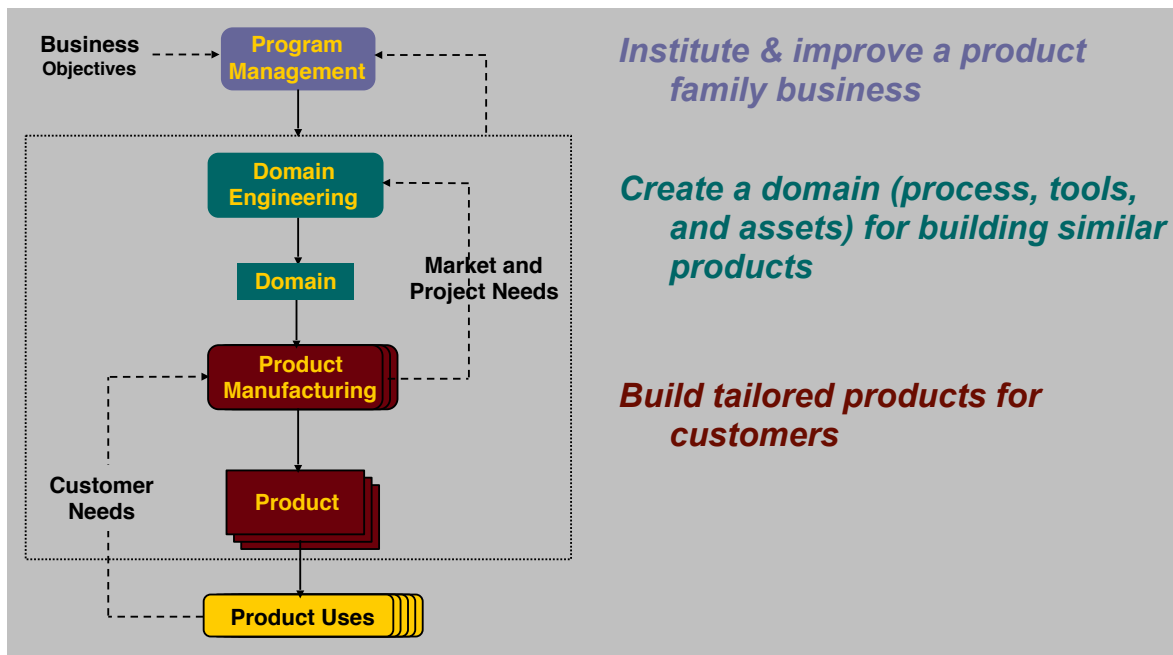 Business
Objectives
Program
Management
Institute & improve a product
family business
Domain
Engineering
Create a domain (process, tools,
and assets) for building similar
products
Domain
Market and
Project Needs
Product
Manufacturing
Build tailored products for
customers
Customer
Needs
Product
Product Uses